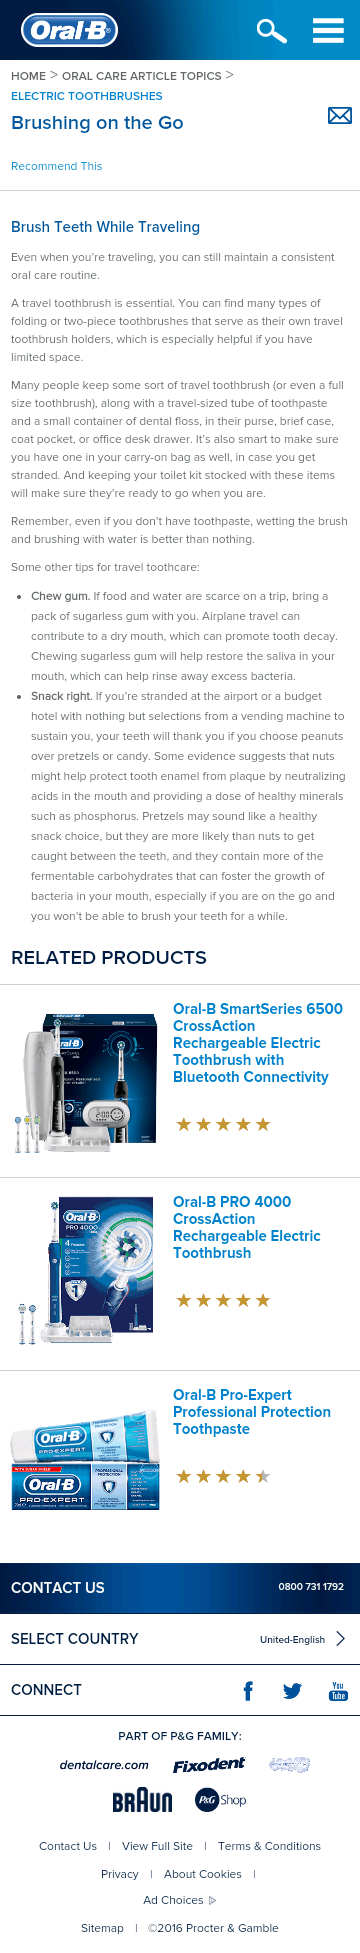 Oral-B
HOME > ORAL CARE ARTICLE TOPICS >
ELECTRIC TOOTHBRUSHES
Brushing on the Go
Recommend This
Brush Teeth While Traveling
Even when you’re traveling, you can still maintain a consistent
oral care routine.
A travel toothbrush is essential. You can find many types of
folding or two-piece toothbrushes that serve as their own travel
toothbrush holders, which is especially helpful if you have
limited space.
Many people keep some sort of travel toothbrush (or even a full
size toothbrush), along with a travel-sized tube of toothpaste
and a small container of dental floss, in their purse, brief case,
coat pocket, or office desk drawer. It’s also smart to make sure
you have one in your carry-on bag as well, in case you get
stranded. And keeping your toilet kit stocked with these items
will make sure they’re ready to go when you are.
Remember, even if you don’t have toothpaste, wetting the brush
and brushing with water is better than nothing.
Some other tips for travel toothcare:
• Chew gum. If food and water are scarce on a trip, bring a
pack of sugarless gum with you. Airplane travel can
contribute to a dry mouth, which can promote tooth decay.
Chewing sugarless gum will help restore the saliva in your
mouth, which can help rinse away excess bacteria.
• Snack right. If you’re stranded at the airport or a budget
hotel with nothing but selections from a vending machine to
sustain you, your teeth will thank you if you choose peanuts
over pretzels or candy. Some evidence suggests that nuts
might help protect tooth enamel from plaque by neutralizing
acids in the mouth and providing a dose of healthy minerals
such as phosphorus. Pretzels may sound like a healthy
snack choice, but they are more likely than nuts to get
caught between the teeth, and they contain more of the
fermentable carbohydrates that can foster the growth of
bacteria in your mouth, especially if you are on the go and
you won’t be able to brush your teeth for a while.
RELATED PRODUCTS
Oral-B SmartSeries 6500
CrossAction
Rechargeable Electric
Toothbrush with
Bluetooth Connectivity
Oral-B
Oral-B PRO 4000
CrossAction
Rechargeable Electric
Toothbrush
Oral-B
PRO 4000
Oral-B Pro-Expert
Professional Protection
Toothpaste
Oral-B
PRO-EXPERT
PROFESSIONAL
PROTECTION
Oral-B
PRO-EXPERT
PROFESSIONAL
PROTECTION
CONTACT US 0800 731 1792
SELECT COUNTRY United-English
CONNECT You Tube
PART OF P&G FAMILY:
dentalcare.com Fixodent
BRAUN P&G Shop
Contact Us | View Full Site | Terms & Conditions
Privacy | About Cookies |
Ad Choices
Sitemap | ©2016 Procter & Gamble